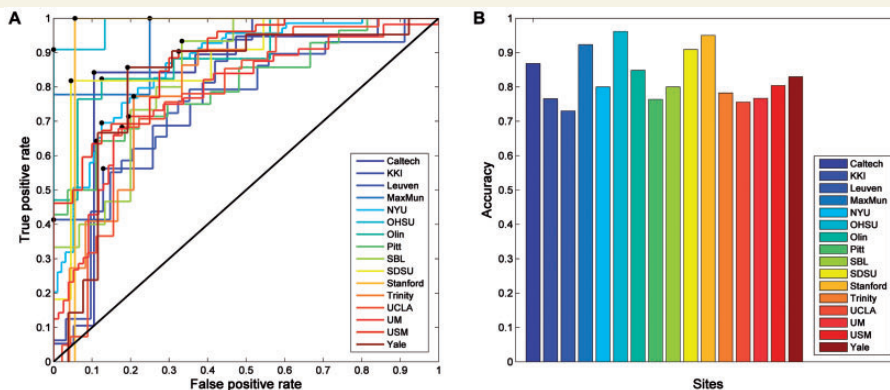 A
True positive rate
1
0.9
0.8
0.7
0.6
0.5
0.4
0.3
0.2
0.1
0
0 0.1 0.2 0.3 0.4 0.5 0.6 0.7 0.8 0.9 1
False positive rate
Caltech
KKI
Leuven
MaxMun
NYU
OHSU
Olin
Pitt
SBL
SDSU
Stanford
Trinity
UCLA
UM
USM
Yale
B
Accuracy
1
0.9
0.8
0.7
0.6
0.5
0.4
0.3
0.2
0.1
0
Sites
Caltech
KKI
Leuven
MaxMun
NYU
OHSU
Olin
Pitt
SBL
SDSU
Stanford
Trinity
UCLA
UM
USM
Yale